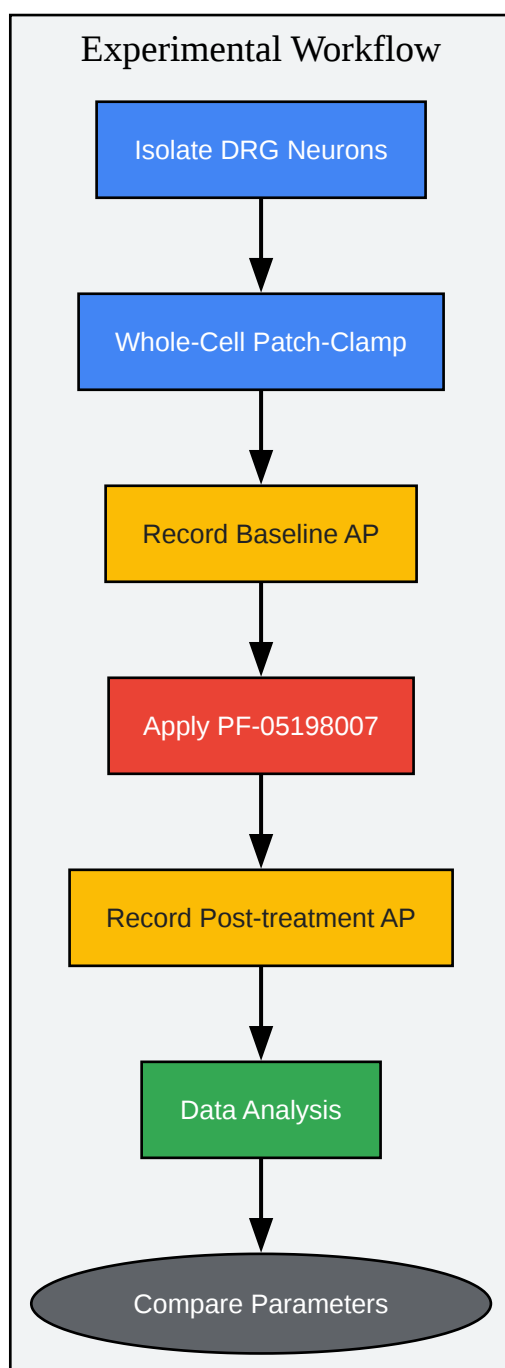 Experimental Workflow
Isolate DRG Neurons
Whole-Cell Patch-Clamp
Record Baseline AP
Apply PF-05198007
Record Post-treatment AP
Data Analysis
Compare Parameters